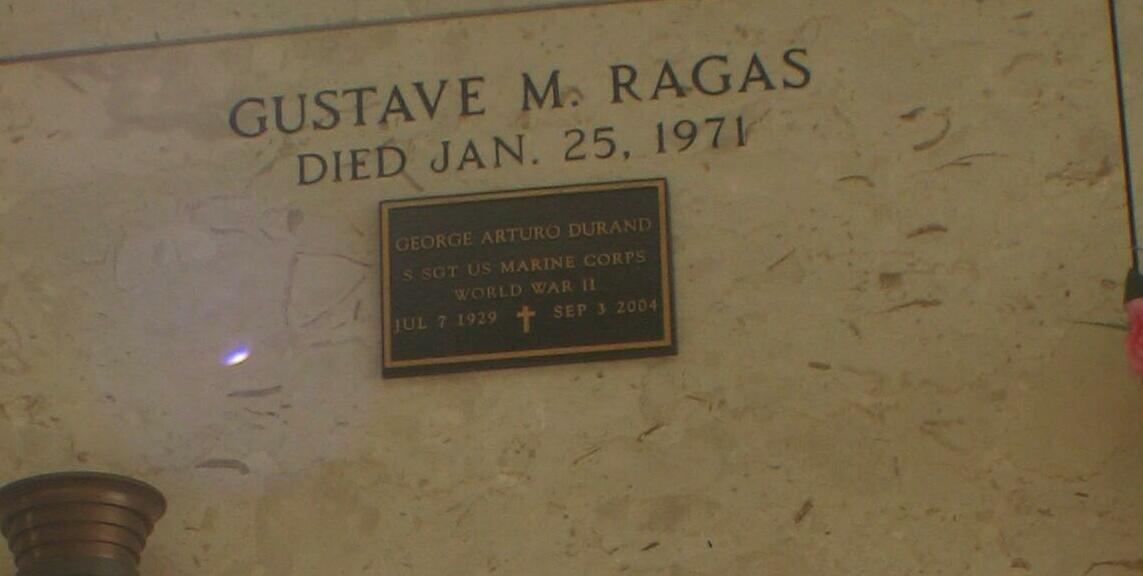 GUSTAVE M. RAGAS
DIED JAN. 25, 1971
GEORGE ARTURO DURAND
S SGT US MARINE CORPS
WORLD WAR II
JUL 7 1929 SEP 3 2004